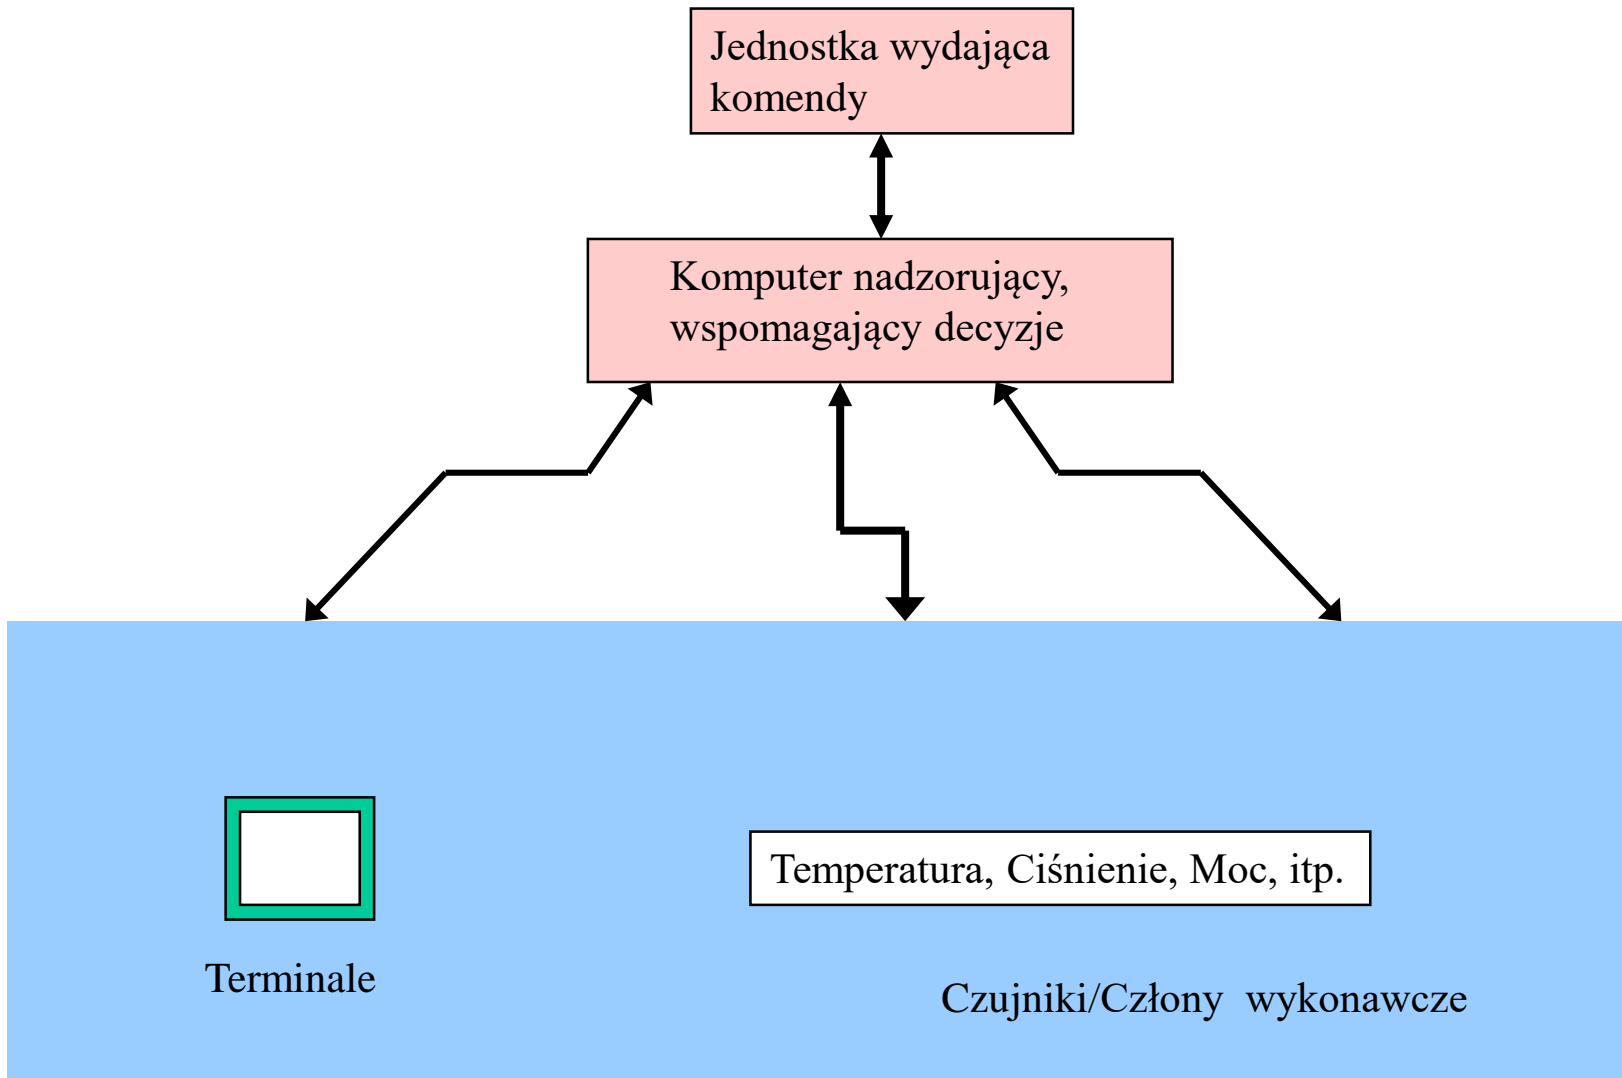 Jednostka wydająca
komendy
Komputer nadzorujący,
wspomagający decyzje
Temperatura, Ciśnienie, Moc, itp.
Terminale
Czujniki/Człony wykonawcze